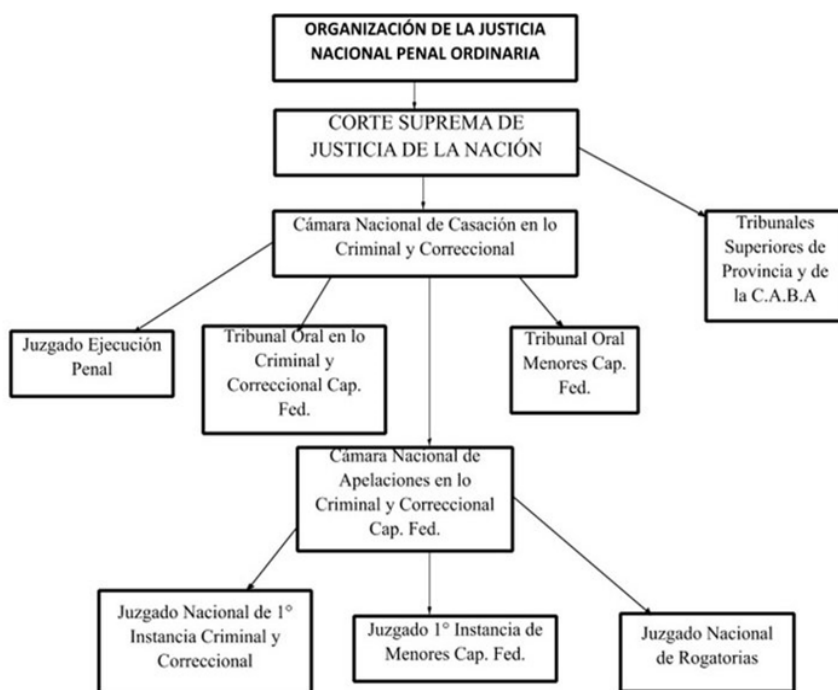 ORGANIZACIÓN DE LA JUSTICIA
NACIONAL PENAL ORDINARIA
CORTE SUPREMA DE
JUSTICIA DE LA NACIÓN
Cámara Nacional de Casación en lo
Criminal y Correccional
Tribunales
Superiores de
Provincia y de
la C.A.B.A
Juzgado Ejecución
Penal
Tribunal Oral en lo
Criminal y
Correccional Cap.
Fed.
Tribunal Oral
Menores Cap.
Fed.
Cámara Nacional de
Apelaciones en lo
Criminal y Correccional
Cap. Fed.
Juzgado Nacional de 1°
Instancia Criminal y
Correccional
Juzgado 1° Instancia de
Menores Cap. Fed.
Juzgado Nacional
de Rogatorias